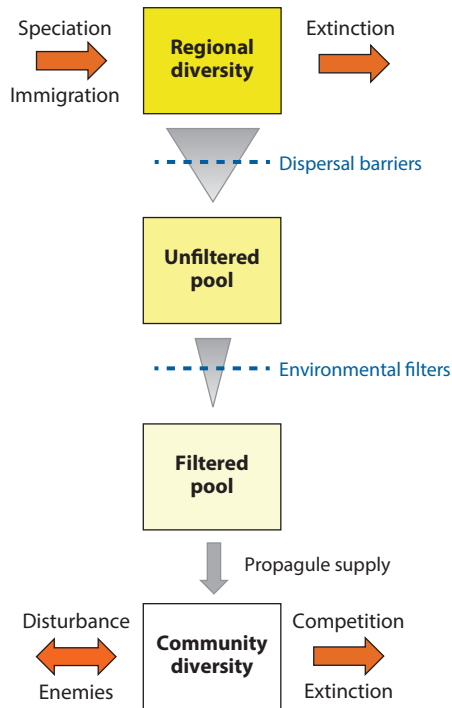 Speciation
Immigration
Regional
diversity
Extinction
Dispersal barriers
Unfiltered
pool
Environmental filters
Filtered
pool
Propagule supply
Disturbance
Enemies
Community
diversity
Competition
Extinction